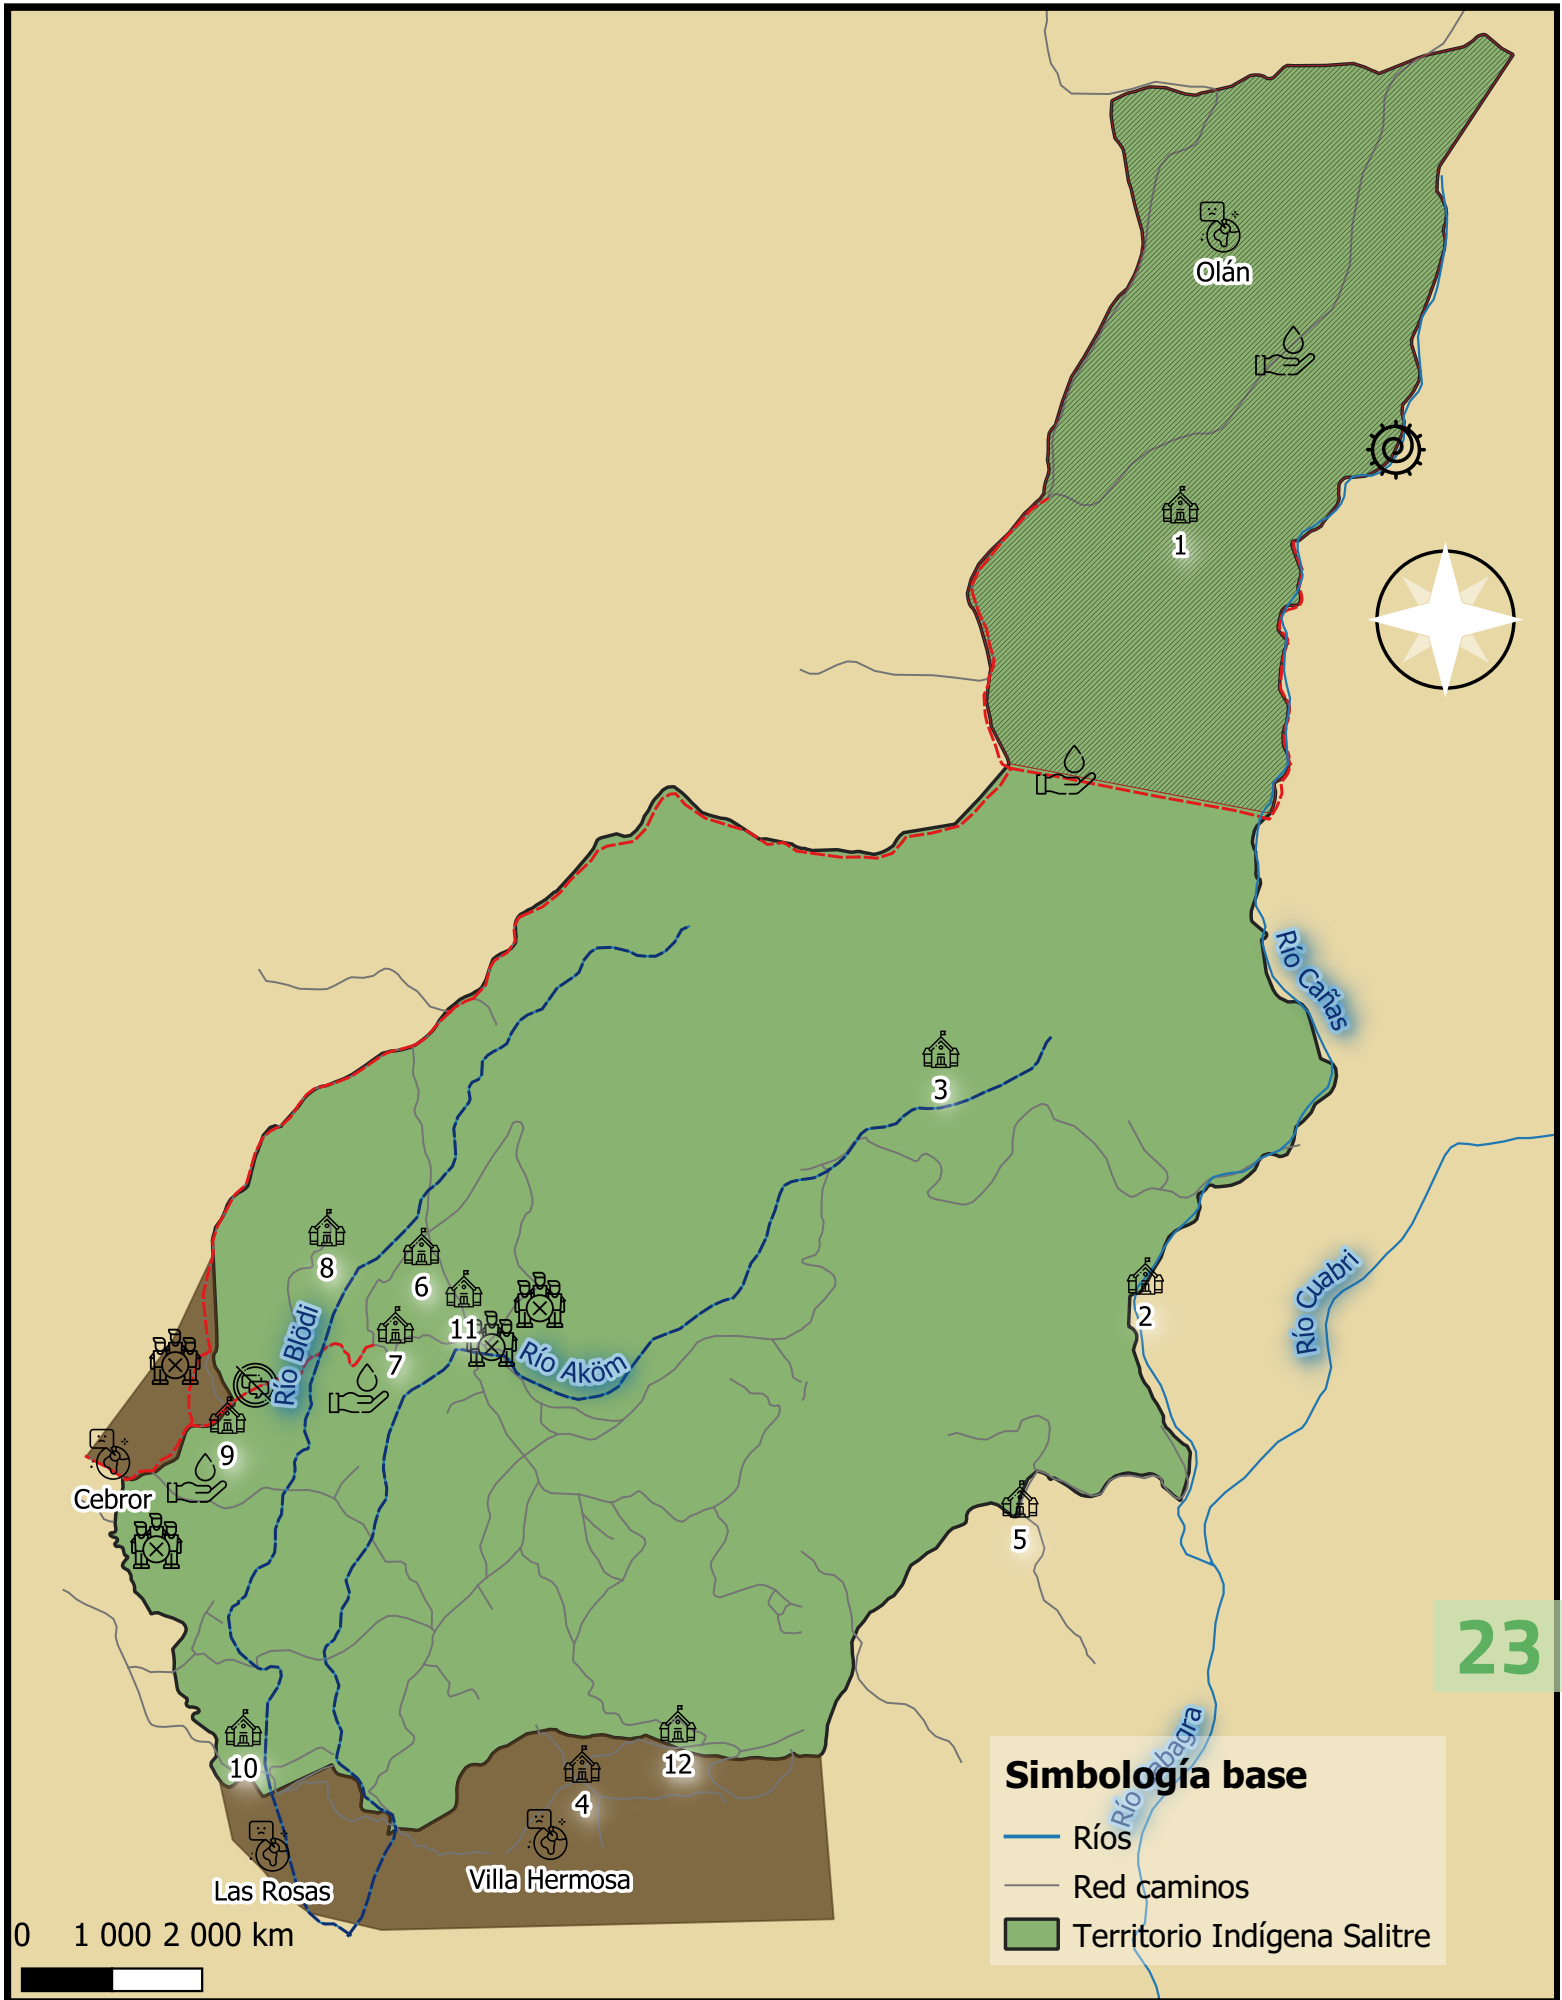 Olán
1
Río Cañas
3
Río Cuabri
8
6
2
11
7
Río Blödi
Río Aköm
9
Cebror
5
23
10
12
4
Villa Hermosa
Las Rosas
0 1 000 2 000 km
Simbología base
Ríos
Red caminos
Territorio Indígena Salitre